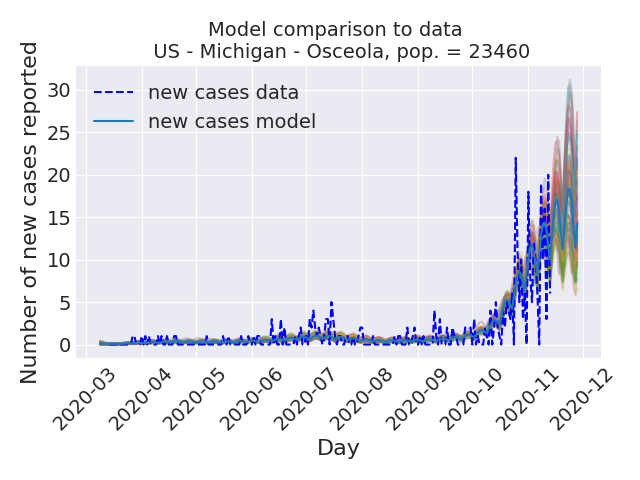 Model comparison to data
US - Michigan - Osceola, pop. = 23460
Number of new cases reported
30
25
20
15
10
5
0
new cases data
new cases model
2020-03
2020-04
2020-05
2020-06
2020-07
2020-08
2020-09
2020-10
2020-11
2020-12
Day